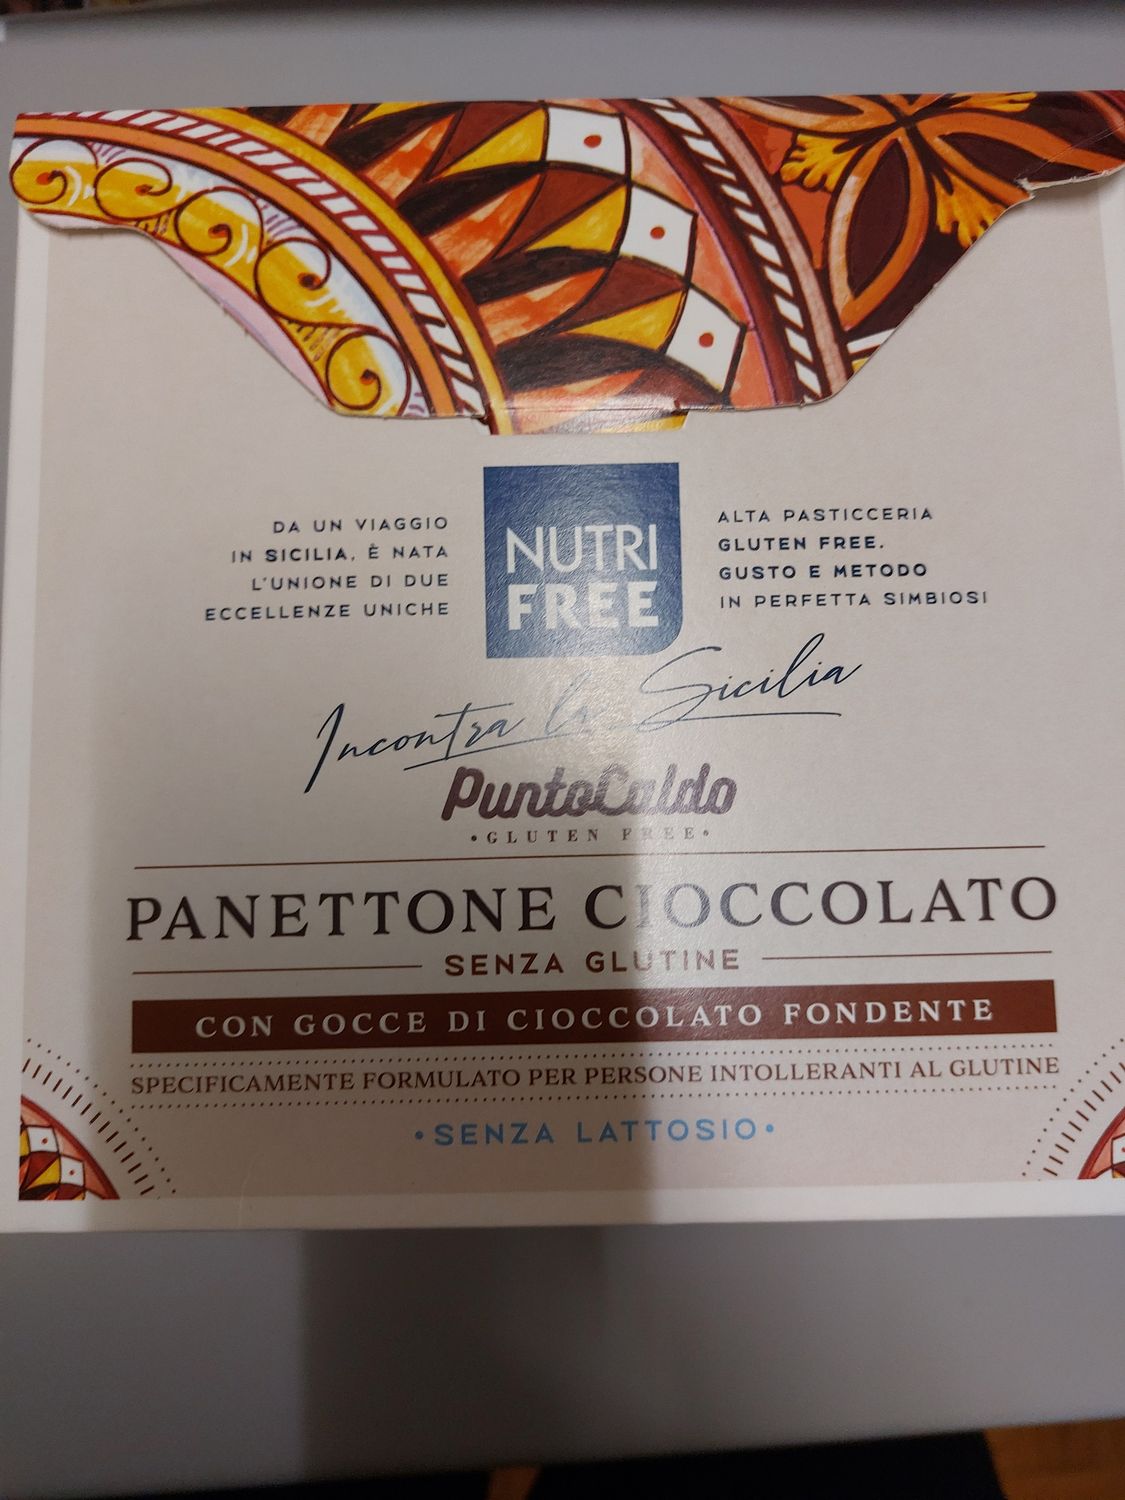 DA UN VIAGGIO
IN SICILIA, È NATA
L'UNIONE DI DUE
ECCELLENZE UNICHE
NUTRI
FREE
ALTA PASTICCERIA
GLUTEN FREE.
GUSTO E METODO
IN PERFETTA SIMBIOSI
Incontra la Sicilia
PuntoCaldo
•GLUTEN FREE•
PANETTONE CIOCCOLATO
SENZA GLUTINE
CON GOCCE DI CIOCCOLATO FONDENTE
SPECIFICAMENTE FORMULATO PER PERSONE INTOLLERANTI AL GLUTINE
•SENZA LATTOSIO•